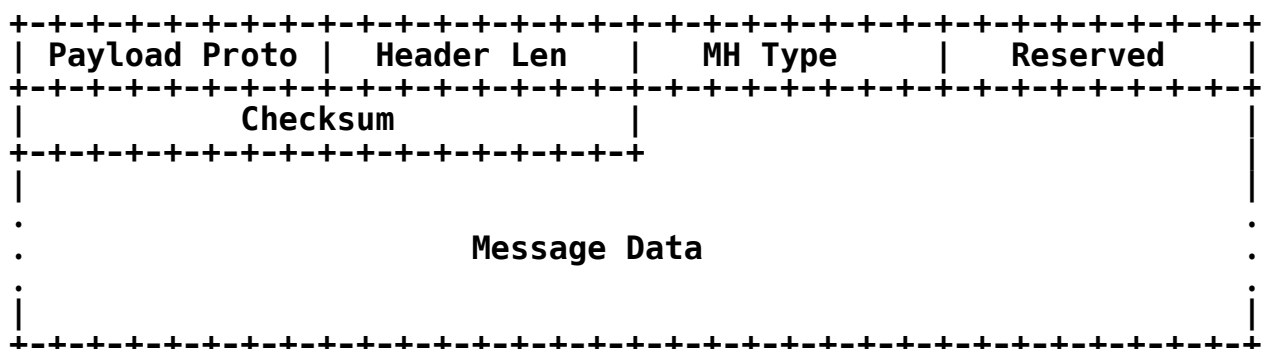 +-+-+-+-+-+-+-+-+-+-+-+-+-+-+-+-+-+-+-+-+-+-+-+-+-+-+-+-+-+-+-+-+
| Payload Proto |  Header Len   |   MH Type     |   Reserved    |
+-+-+-+-+-+-+-+-+-+-+-+-+-+-+-+-+-+-+-+-+-+-+-+-+-+-+-+-+-+-+-+-+
|           Checksum            |                               |
+-+-+-+-+-+-+-+-+-+-+-+-+-+-+-+-+                               |
|                                                               |
.                                                               .
.                       Message Data                            .
.                                                               .
|                                                               |
+-+-+-+-+-+-+-+-+-+-+-+-+-+-+-+-+-+-+-+-+-+-+-+-+-+-+-+-+-+-+-+-+